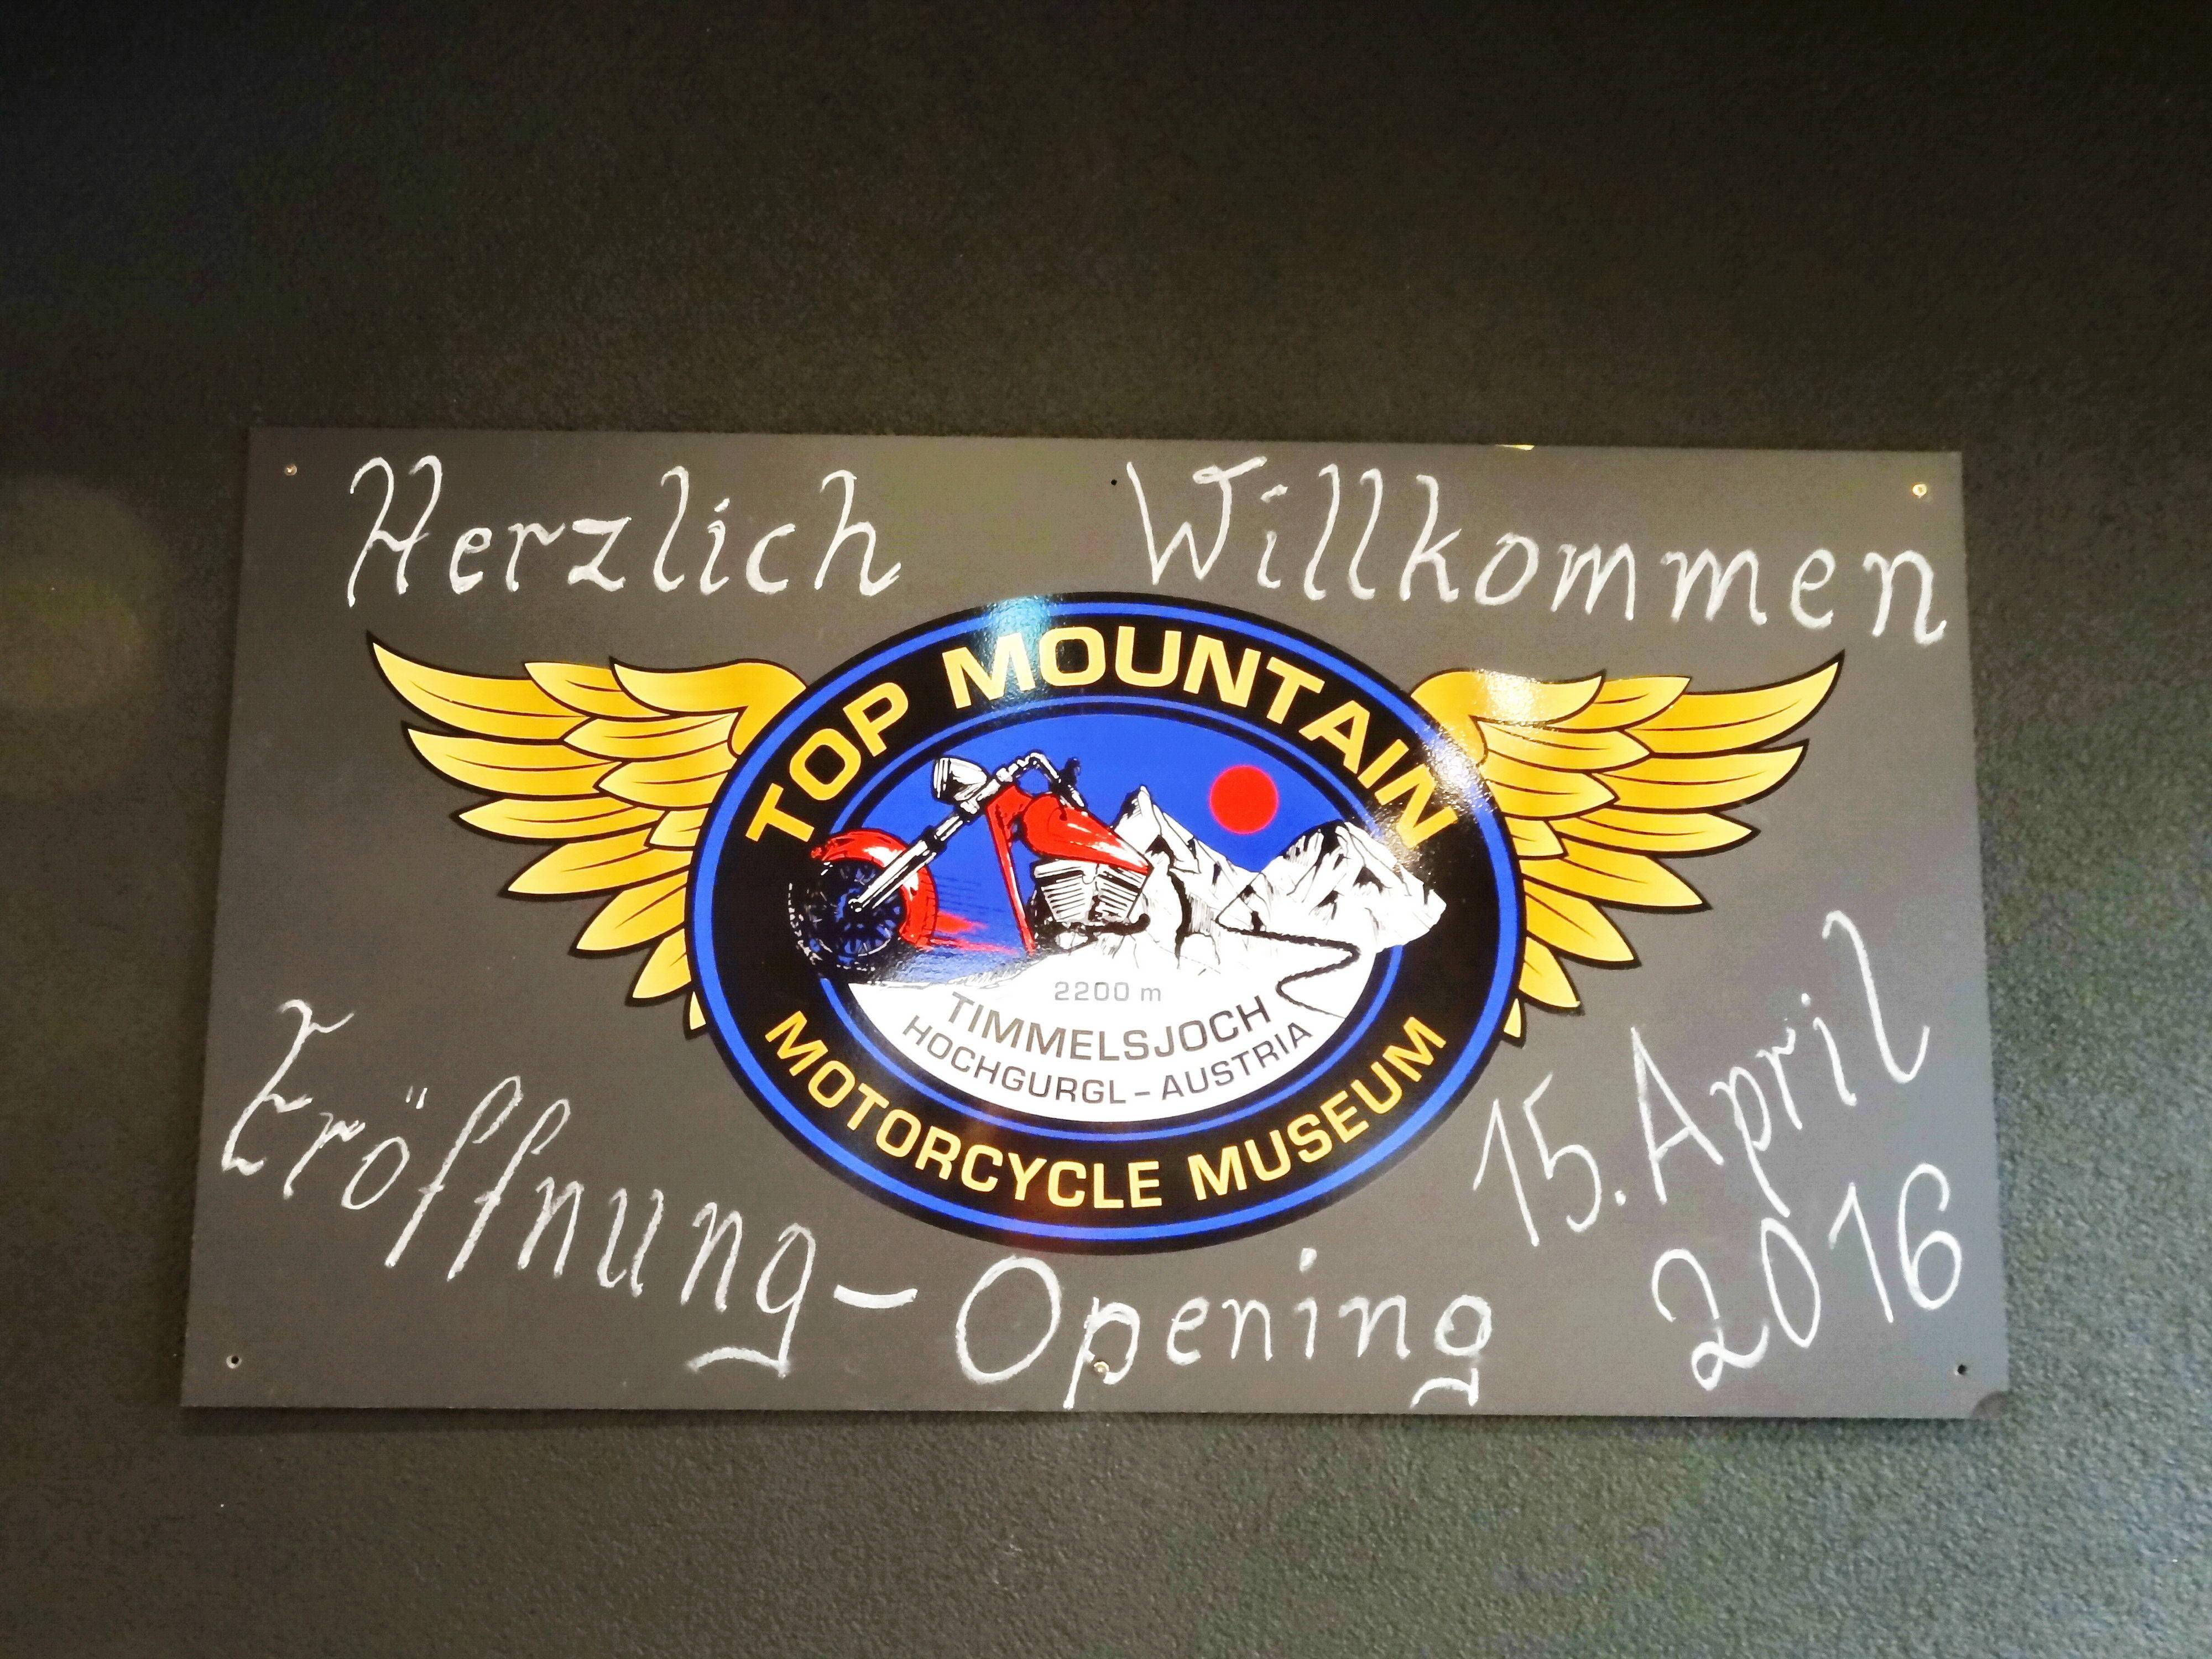 Herzlich Willkommen
TOP MOUNTAIN
2200 m
TIMMELSJOCH
HOCHGURGL - AUSTRIA
MOTORCYCLE MUSEUM
Eröffnung - Opening
15. April
2016